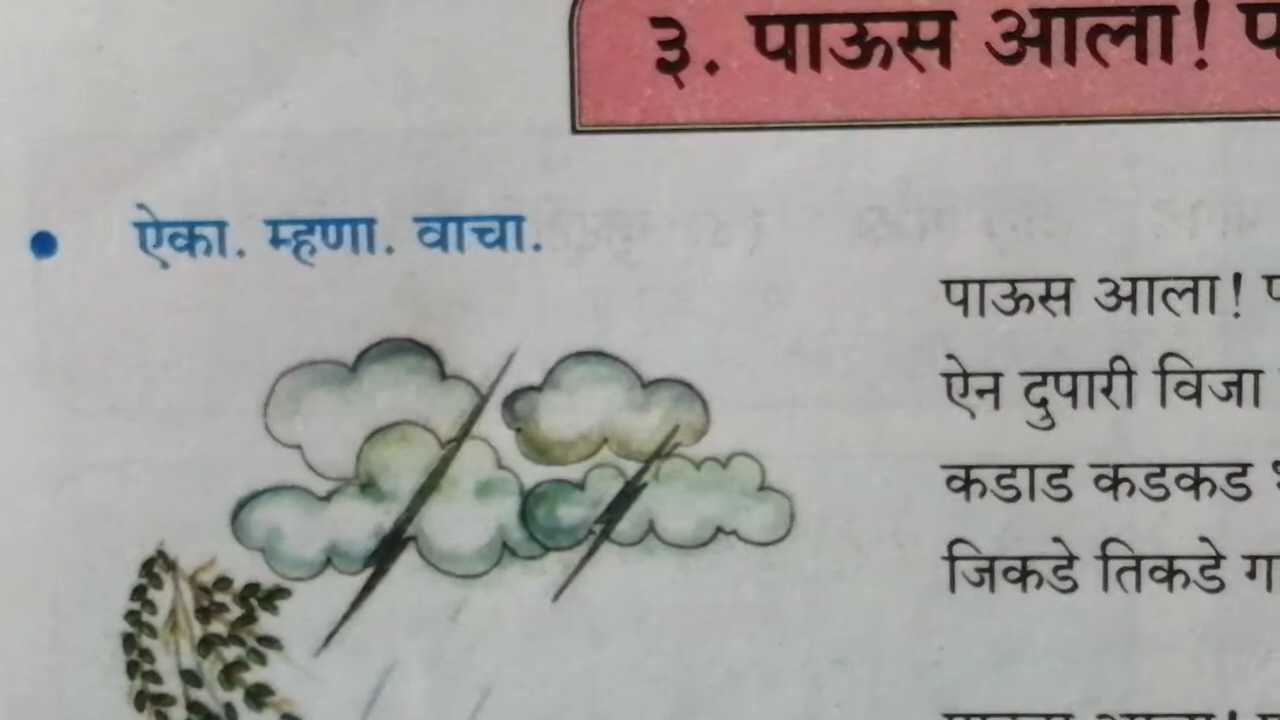 ३. पाऊस आला!
ऐका. म्हणा. वाचा.
पाऊस आला!
ऐन दुपारी विजा
कडाड कडकड
जिकडे तिकडे